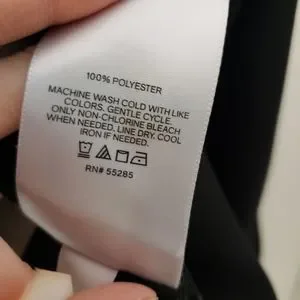 100% POLYESTER
MACHINE WASH COLD WITH LIKE
COLORS. GENTLE CYCLE.
ONLY NON-CHLORINE BLEACH
WHEN NEEDED. LINE DRY. COOL
IRON IF NEEDED.
RN# 55285